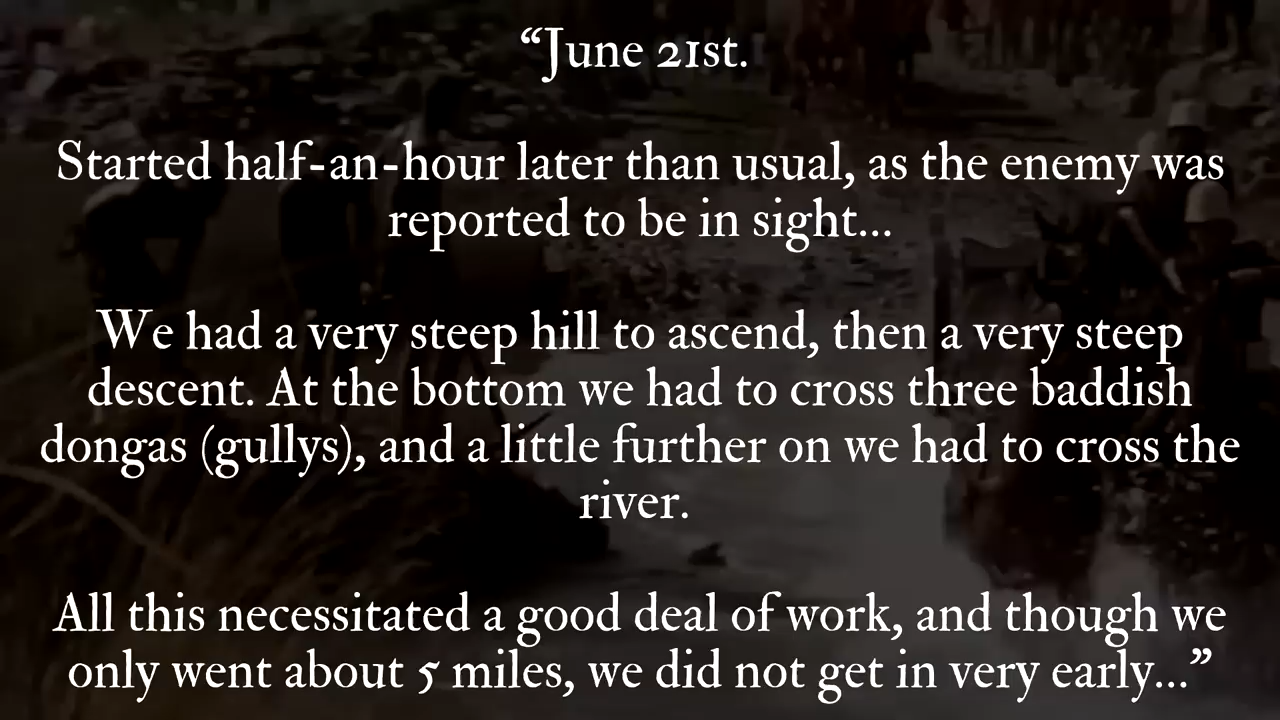 “June 21st.
Started half-an-hour later than usual, as the enemy was
reported to be in sight...
We had a very steep hill to ascend, then a very steep
descent. At the bottom we had to cross three baddish
dongas (gullys), and a little further on we had to cross the
river.
All this necessitated a good deal of work, and though we
only went about 5 miles, we did not get in very early...”